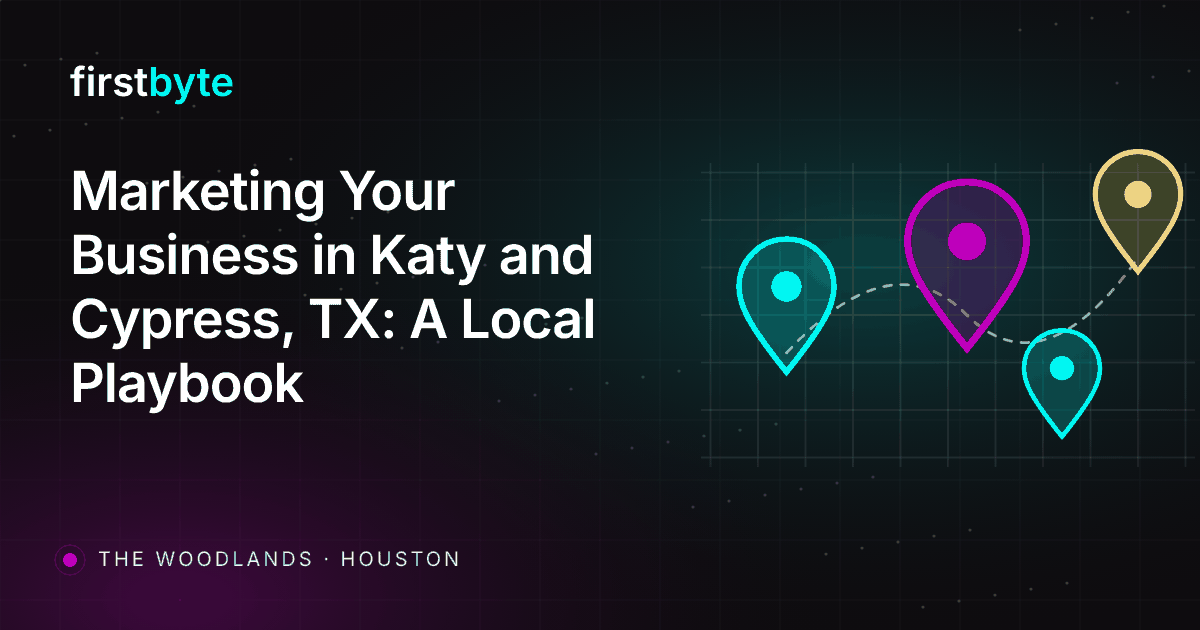 firstbyte
Marketing Your
Business in Katy and
Cypress, TX: A Local
Playbook
THE WOODLANDS · HOUSTON